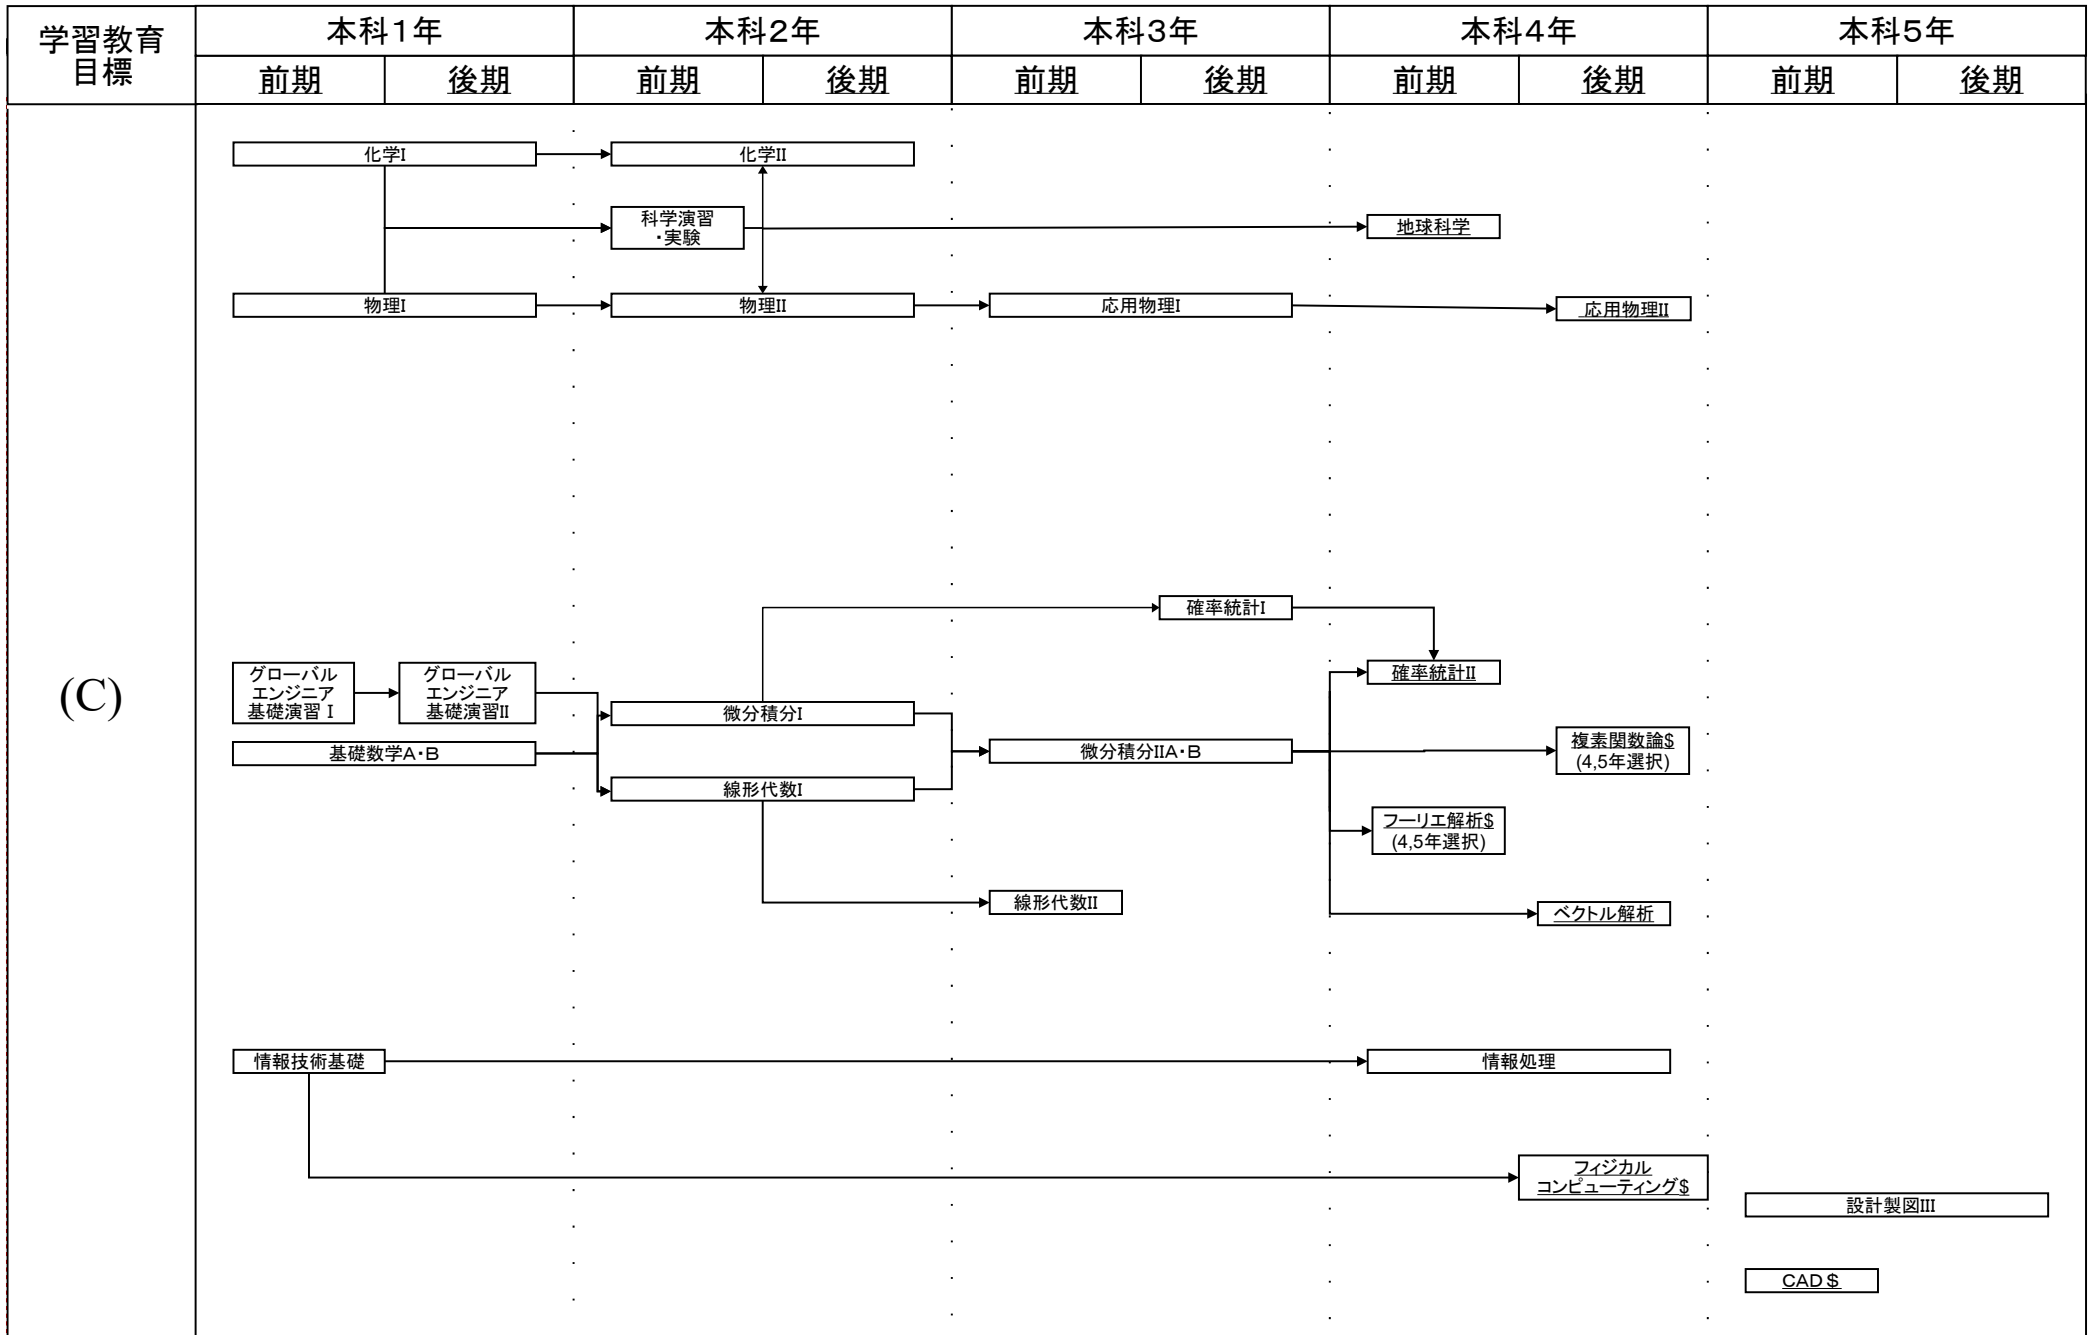 学習教育
目標
本科1年
本科2年
本科3年
本科4年
本科5年
前期
後期
前期
後期
前期
後期
前期
後期
前期
後期
(C)
化学I
化学II
科学演習
・実験
地球科学
物理I
物理II
応用物理I
応用物理II
確率統計I
グローバル
エンジニア
基礎演習 I
グローバル
エンジニア
基礎演習II
確率統計II
微分積分I
基礎数学A・B
微分積分IIA・B
複素関数論$
(4,5年選択)
線形代数I
フーリエ解析$
(4,5年選択)
線形代数II
ベクトル解析
情報技術基礎
情報処理
フィジカル
コンピューティング$
設計製図III
CAD$